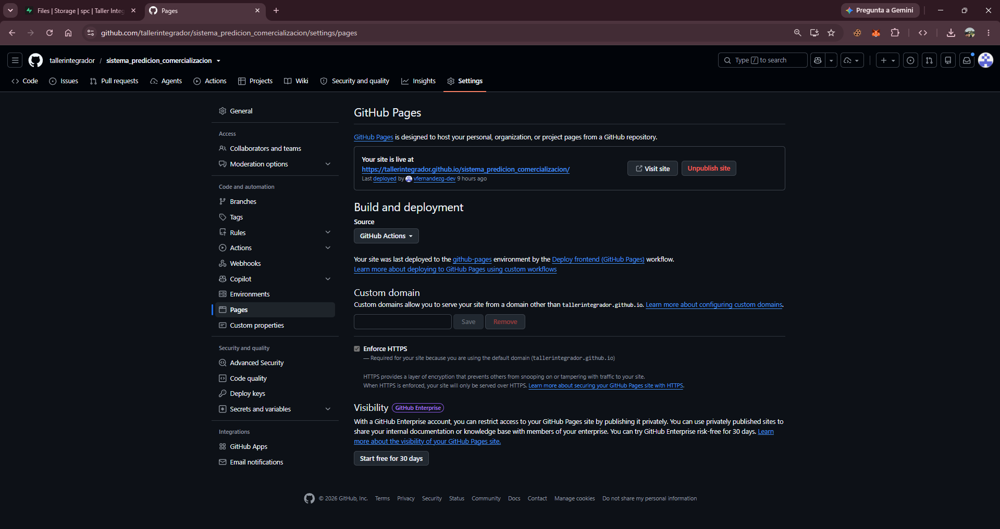 Files | Storage | spc | Taller Integ
Pages
Pregunta a Gemini
github.com/tallerintegrador/sistema_predicion_comercializacion/settings/pages
tallerintegrador / sistema_predicion_comercializacion
Type / to search
Code
Issues
Pull requests
Agents
Actions
Projects
Wiki
Security and quality
Insights
Settings
General
Access
Collaborators and teams
Moderation options
Code and automation
Branches
Tags
Rules
Actions
Webhooks
Copilot
Environments
Pages
Custom properties
Security and quality
Advanced Security
Code quality
Deploy keys
Secrets and variables
Integrations
GitHub Apps
Email notifications
GitHub Pages
GitHub Pages is designed to host your personal, organization, or project pages from a GitHub repository.
Your site is live at
https://tallerintegrador.github.io/sistema_predicion_comercializacion/
Last deployed by vfernandezg-dev 9 hours ago
Visit site
Unpublish site
Build and deployment
Source
GitHub Actions
Your site was last deployed to the github-pages environment by the Deploy frontend (GitHub Pages) workflow.
Learn more about deploying to GitHub Pages using custom workflows
Custom domain
Custom domains allow you to serve your site from a domain other than tallerintegrador.github.io. Learn more about configuring custom domains.
Save
Remove
Enforce HTTPS
— Required for your site because you are using the default domain (tallerintegrador.github.io)
HTTPS provides a layer of encryption that prevents others from snooping on or tampering with traffic to your site.
When HTTPS is enforced, your site will only be served over HTTPS. Learn more about securing your GitHub Pages site with HTTPS.
Visibility GitHub Enterprise
With a GitHub Enterprise account, you can restrict access to your GitHub Pages site by publishing it privately. You can use privately published sites to
share your internal documentation or knowledge base with members of your enterprise. You can try GitHub Enterprise risk-free for 30 days. Learn
more about the visibility of your GitHub Pages site.
Start free for 30 days
© 2026 GitHub, Inc.
Terms
Privacy
Security
Status
Community
Docs
Contact
Manage cookies
Do not share my personal information